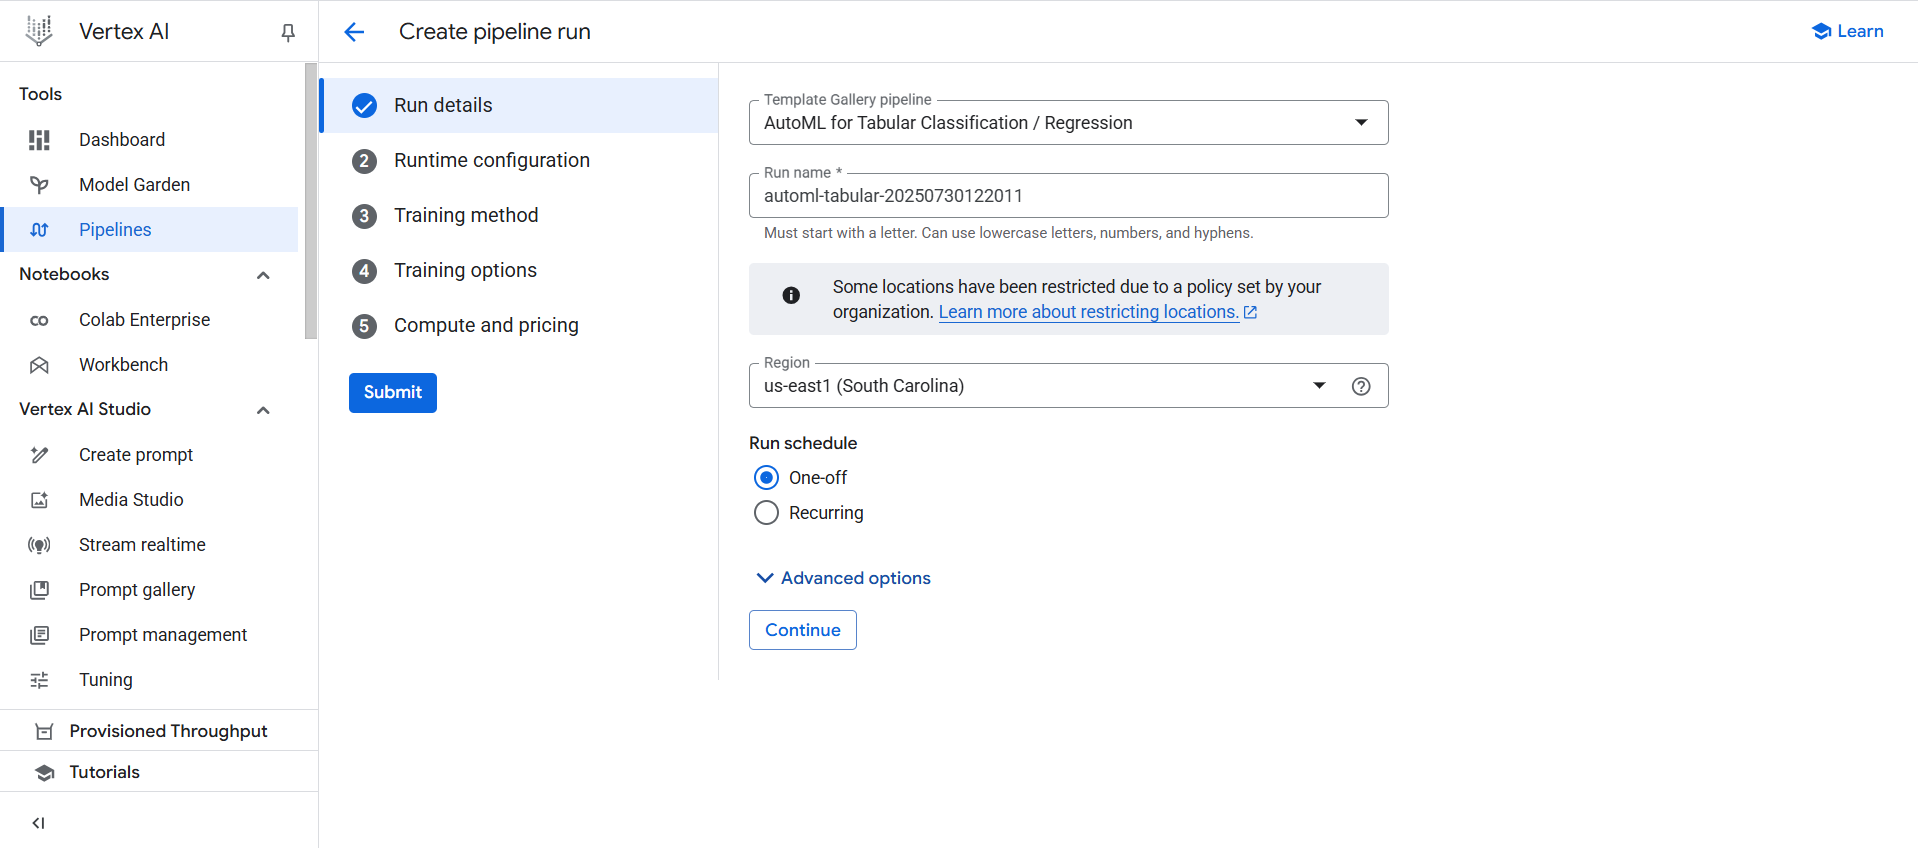 Vertex AI
Create pipeline run
Learn
Tools
Dashboard
Model Garden
Pipelines
Notebooks
Colab Enterprise
Workbench
Vertex AI Studio
Create prompt
Media Studio
Stream realtime
Prompt gallery
Prompt management
Tuning
Provisioned Throughput
Tutorials
Run details
2 Runtime configuration
3 Training method
4 Training options
5 Compute and pricing
Submit
Template Gallery pipeline
AutoML for Tabular Classification / Regression
Run name *
automl-tabular-20250730122011
Must start with a letter. Can use lowercase letters, numbers, and hyphens.
Some locations have been restricted due to a policy set by your
organization. Learn more about restricting locations.
Region
us-east1 (South Carolina)
Run schedule
One-off
Recurring
Advanced options
Continue